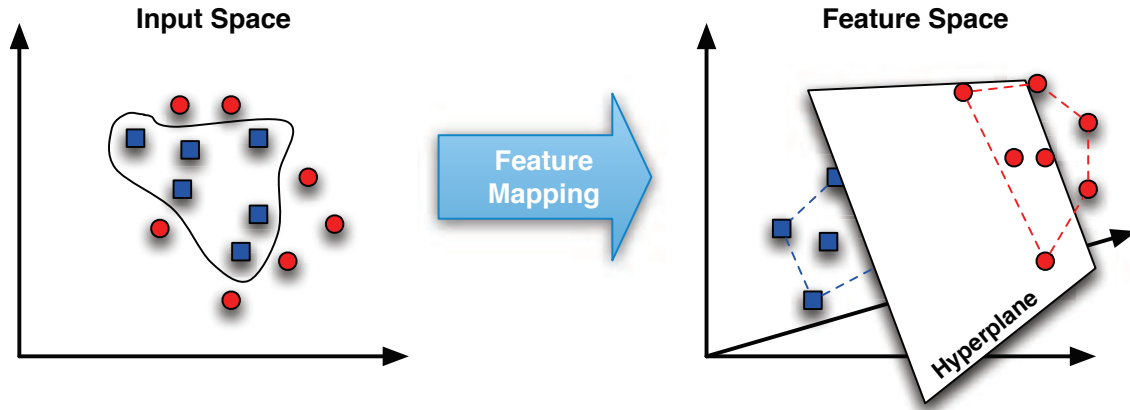 Input Space
Feature Space
Feature
Mapping
Hyperplane